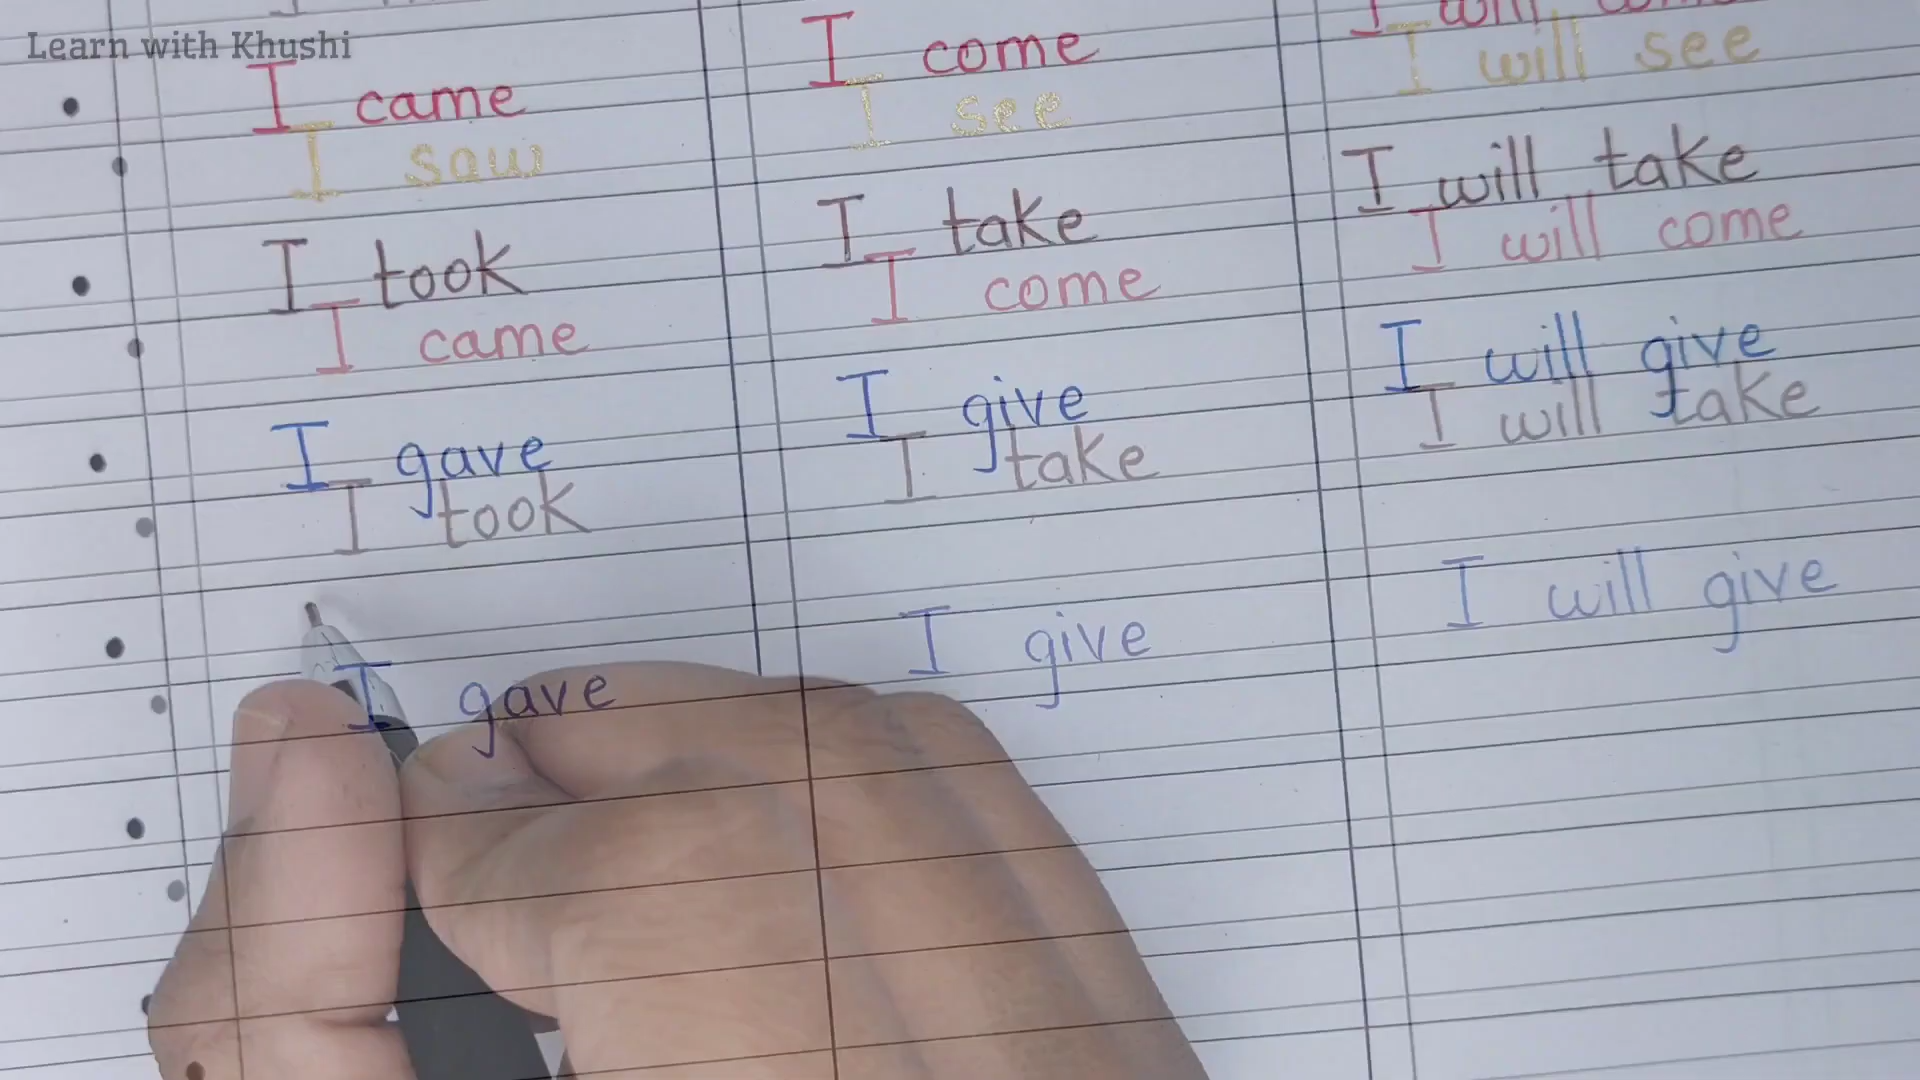 Learn with Khushi
I came I come I will see
I saw I see
I took I take I will take
I came I come I will come
I gave I give I will give
I took I take I will take
I gave I give I will give